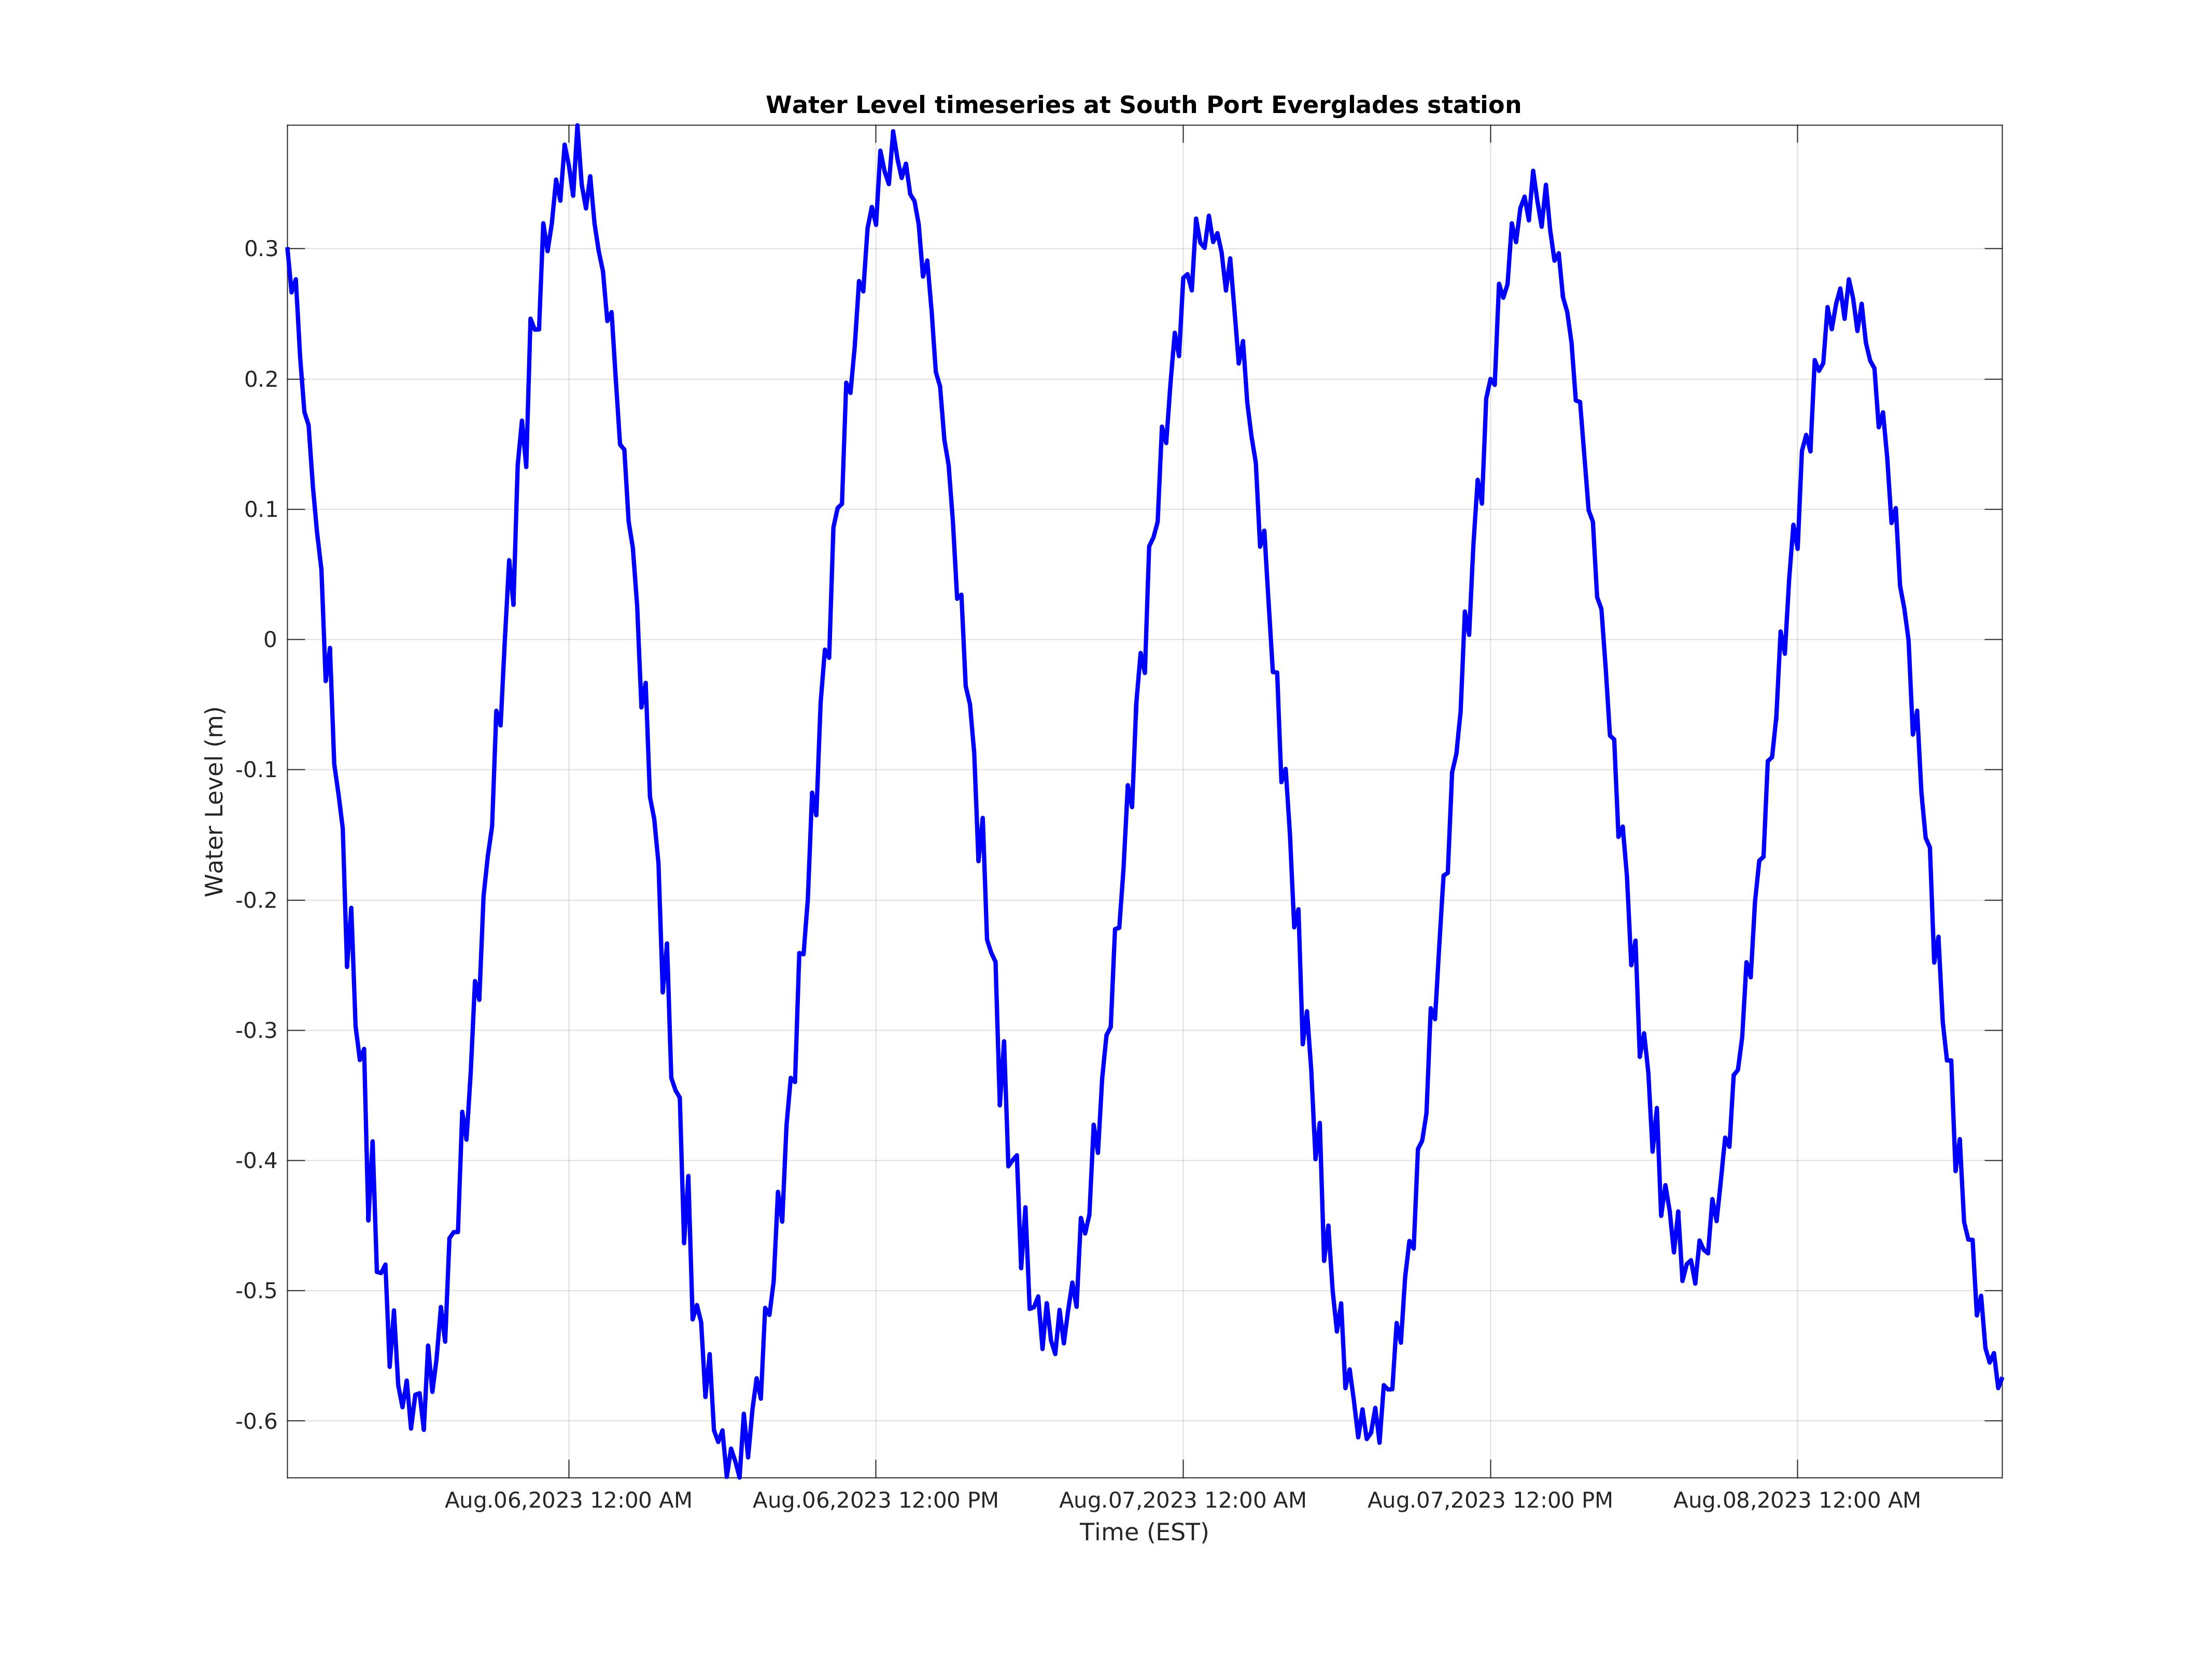 Water Level timeseries at South Port Everglades station
0.3
0.2
0.1
0
-0.1
-0.2
-0.3
-0.4
-0.5
-0.6
Water Level (m)
Aug.06,2023 12:00 AM
Aug.06,2023 12:00 PM
Aug.07,2023 12:00 AM
Aug.07,2023 12:00 PM
Aug.08,2023 12:00 AM
Time (EST)